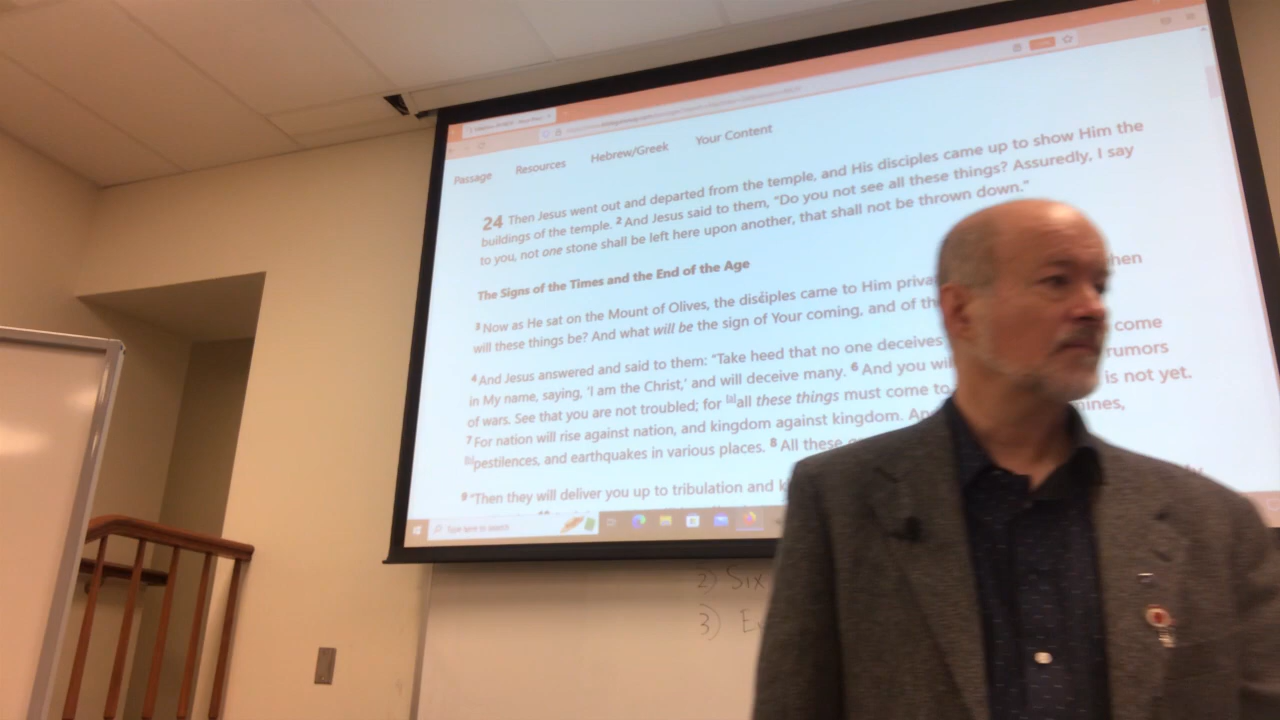 Passage Resources Hebrew/Greek Your Content
24 Then Jesus went out and departed from the temple, and His disciples came up to show Him the
buildings of the temple. 2 And Jesus said to them, “Do you not see all these things? Assuredly, I say
to you, not one stone shall be left here upon another, that shall not be thrown down.”
The Signs of the Times and the End of the Age
3 Now as He sat on the Mount of Olives, the disciples came to Him
will these things be? And what will be the sign of Your coming, and of
4 And Jesus answered and said to them: “Take heed that no one deceives come
in My name, saying, ‘I am the Christ,’ and will deceive many. 6 And you rumors
of wars. See that you are not troubled; for [a]all these things must come to is not yet.
7 For nation will rise against nation, and kingdom against kingdom.
[b]pestilences, and earthquakes in various places. 8 All these
9 “Then they will deliver you up to tribulation and
Type here to search
2) Six
3)